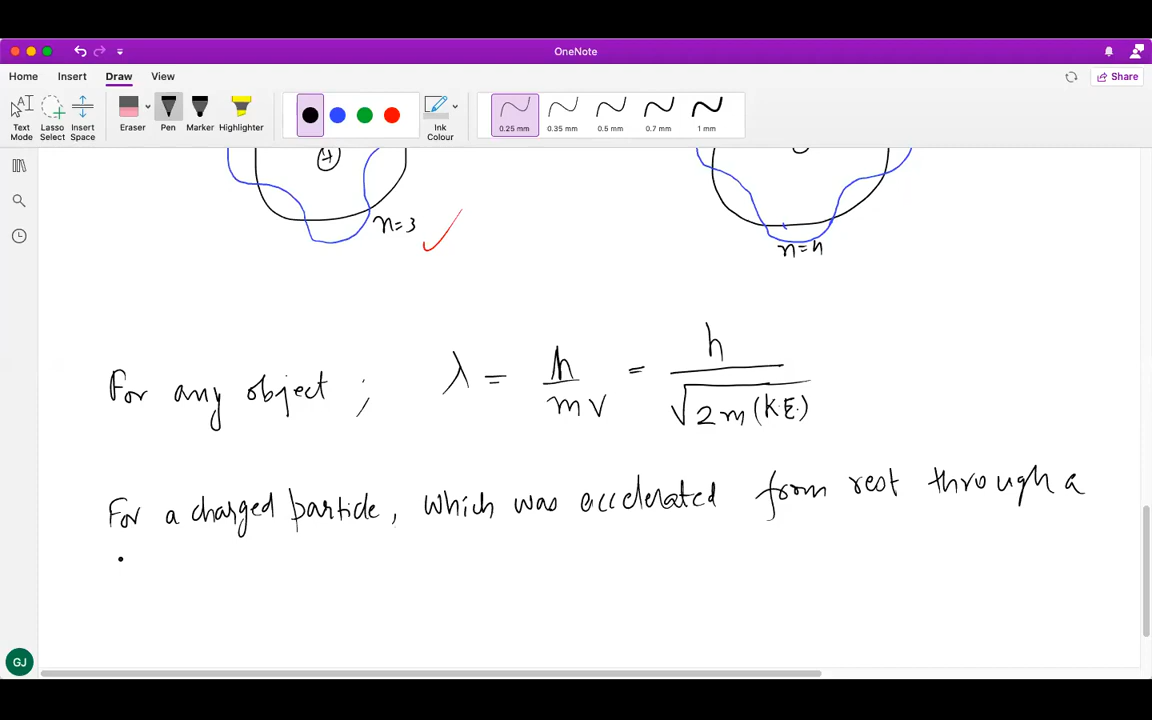 OneNote
Home Insert Draw View
Share
Text Mode
Lasso Select
Insert Space
Eraser
Pen
Marker
Highlighter
Ink Colour
0.25 mm
0.35 mm
0.5 mm
0.7 mm
1 mm
+
n=3
n=4
For any object ; λ = h/mv = h/√2m(K.E.)
For a charged particle, which was accelerated from rest through a
GJ